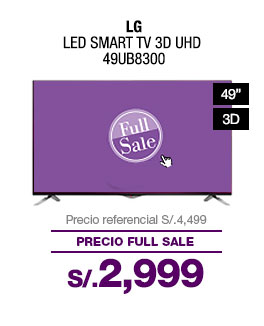 LG
LED SMART TV 3D UHD
49UB8300
49”
3D
Full
Sale
Precio referencial S/.4,499
PRECIO FULL SALE
S/.2,999